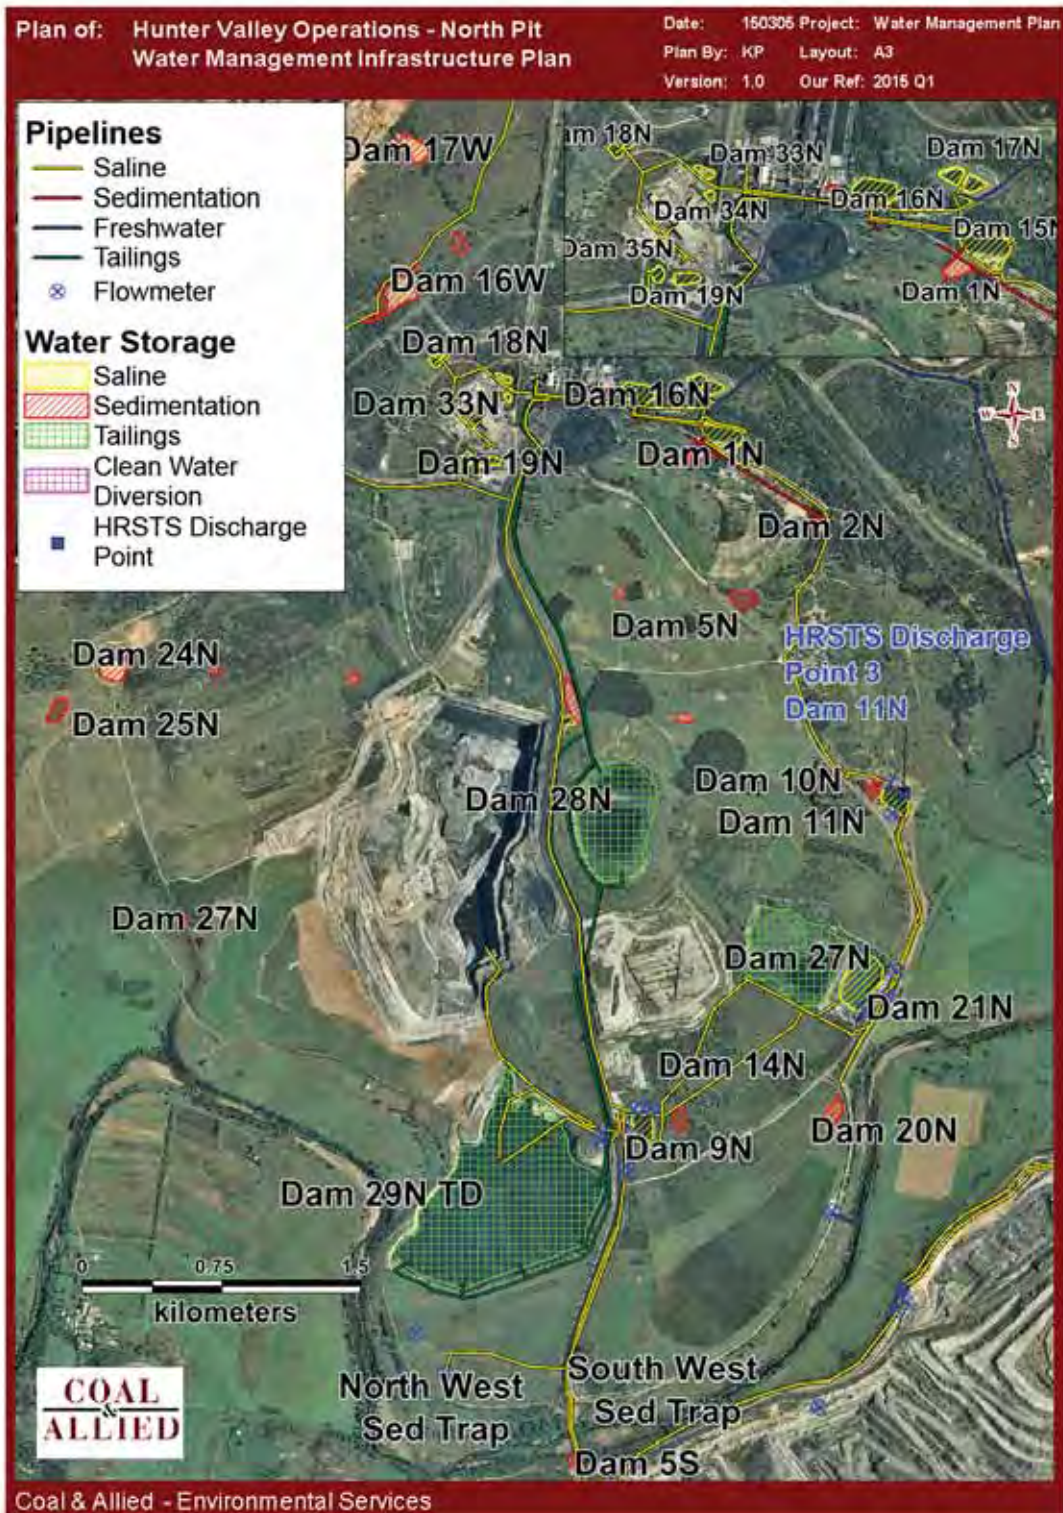 Plan of: Hunter Valley Operations - North Pit
Water Management Infrastructure Plan
Date: 150305 Project: Water Management Plan
Plan By: KP Layout: A3
Version: 1.0 Our Ref: 2015 Q1
Pipelines
Saline
Sedimentation
Freshwater
Tailings
Flowmeter
Water Storage
Saline
Sedimentation
Tailings
Clean Water
Diversion
HRSTS Discharge
Point
Dam 17W
Dam 16W
am 18N
Dam 33N
Dam 17N
Dam 34N
Dam 16N
Dam 15N
Dam 35N
Dam 19N
Dam 1N
N
W E
S
Dam 18N
Dam 33N
Dam 16N
Dam 19N
Dam 1N
Dam 2N
Dam 5N
HRSTS Discharge
Point 3
Dam 11N
Dam 24N
Dam 25N
Dam 28N
Dam 10N
Dam 11N
Dam 27N
Dam 27N
Dam 21N
Dam 14N
Dam 20N
Dam 9N
Dam 29N TD
0 0.75 1.5
kilometers
North West
Sed Trap
South West
Sed Trap
Dam 5S
COAL
&
ALLIED
Coal & Allied - Environmental Services